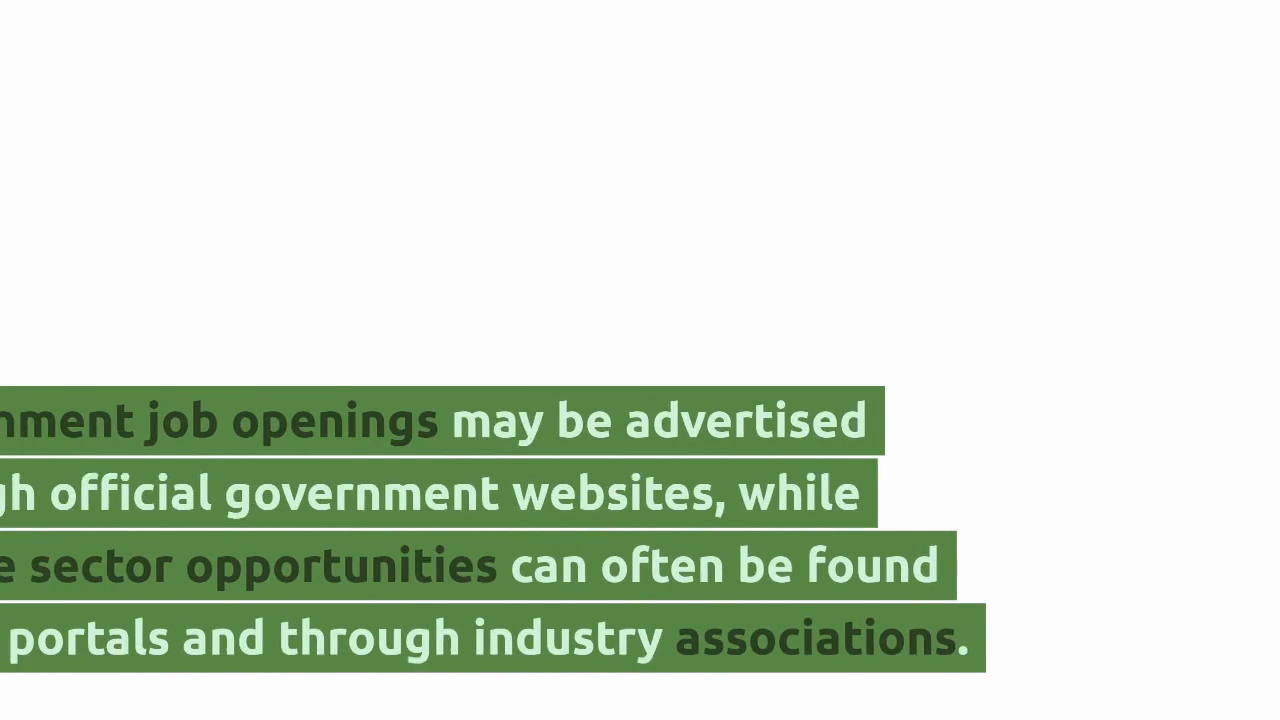 nment job openings may be advertised
gh official government websites, while
e sector opportunities can often be found
portals and through industry associations.